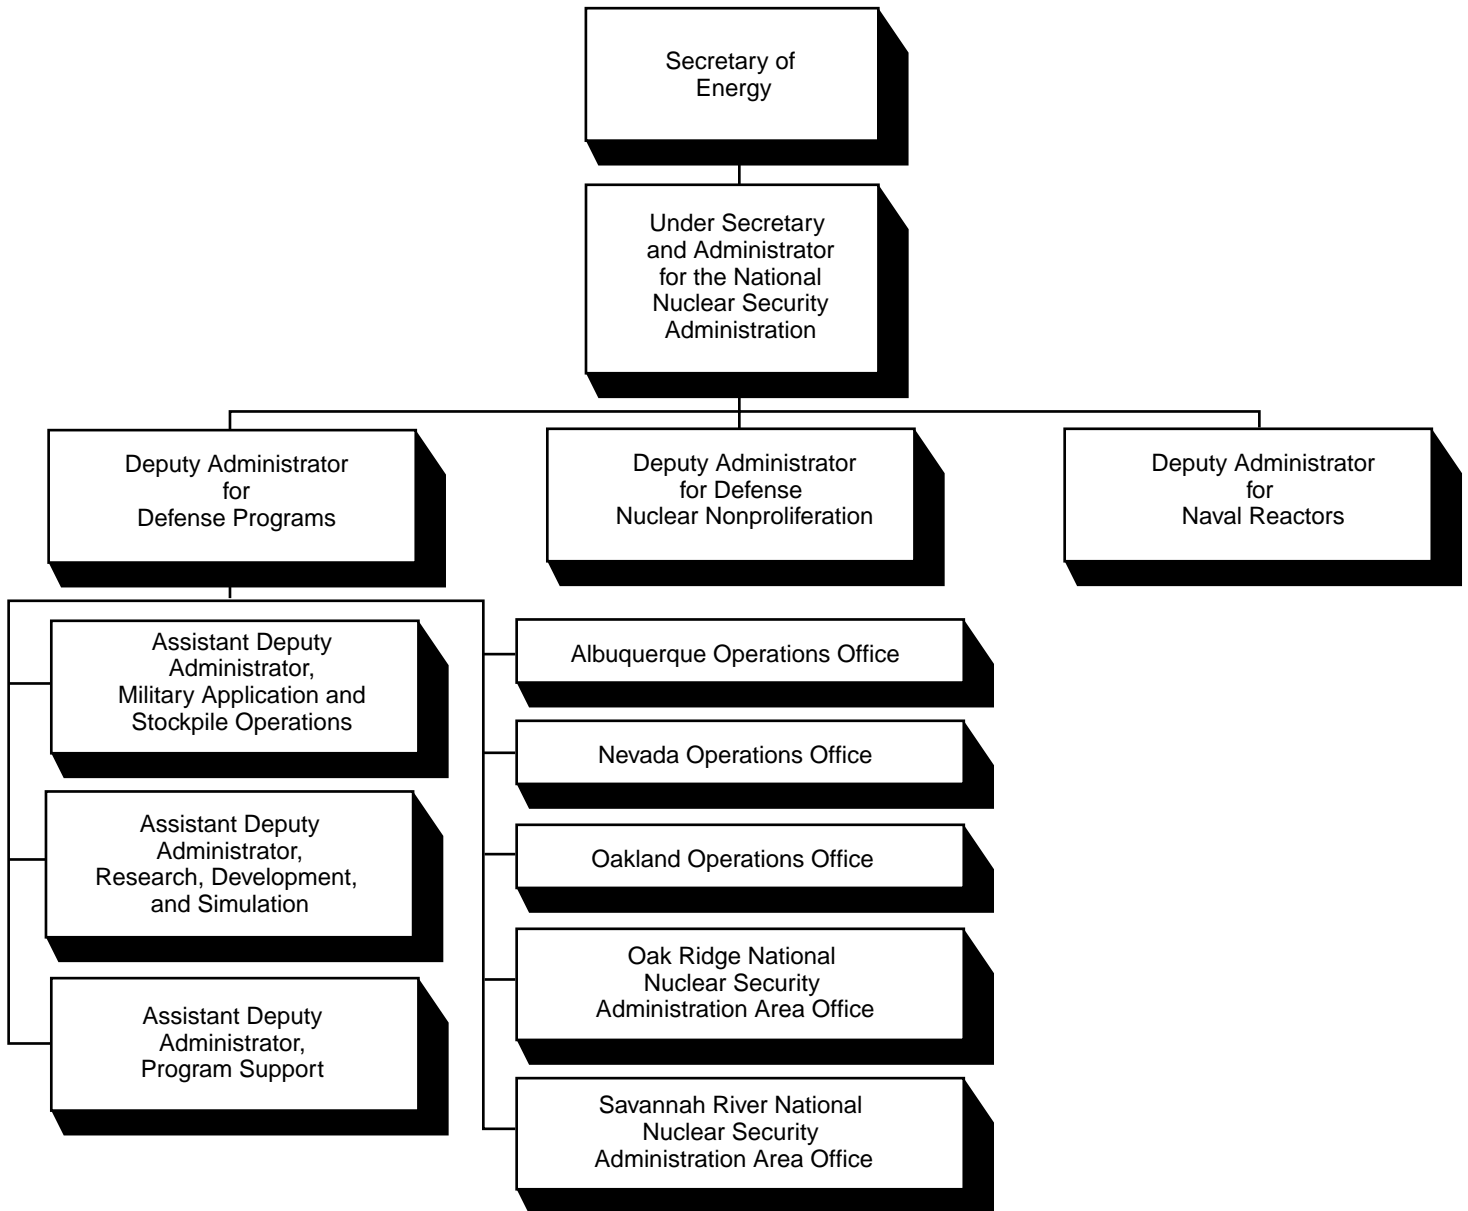 Secretary of
Energy
Under Secretary
and Administrator
for the National
Nuclear Security
Administration
Deputy Administrator
for
Defense Programs
Deputy Administrator
for Defense
Nuclear Nonproliferation
Deputy Administrator
for
Naval Reactors
Assistant Deputy
Administrator,
Military Application and
Stockpile Operations
Assistant Deputy
Administrator,
Research, Development,
and Simulation
Assistant Deputy
Administrator,
Program Support
Albuquerque Operations Office
Nevada Operations Office
Oakland Operations Office
Oak Ridge National
Nuclear Security
Administration Area Office
Savannah River National
Nuclear Security
Administration Area Office